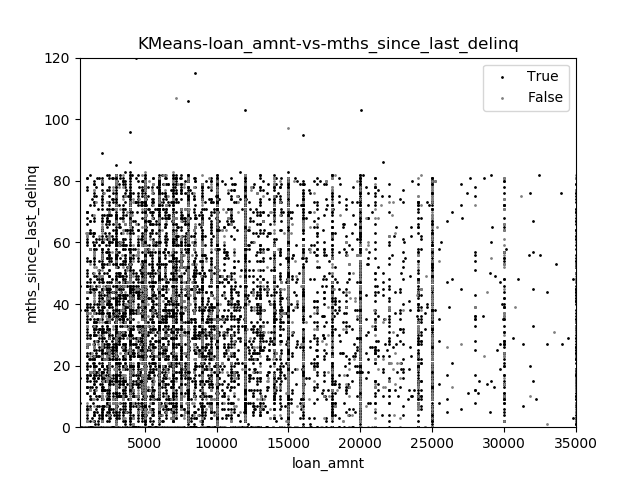 KMeans-loan_amnt-vs-mths_since_last_delinq
True
False
mths_since_last_delinq
120
100
80
60
40
20
0
5000 10000 15000 20000 25000 30000 35000
loan_amnt